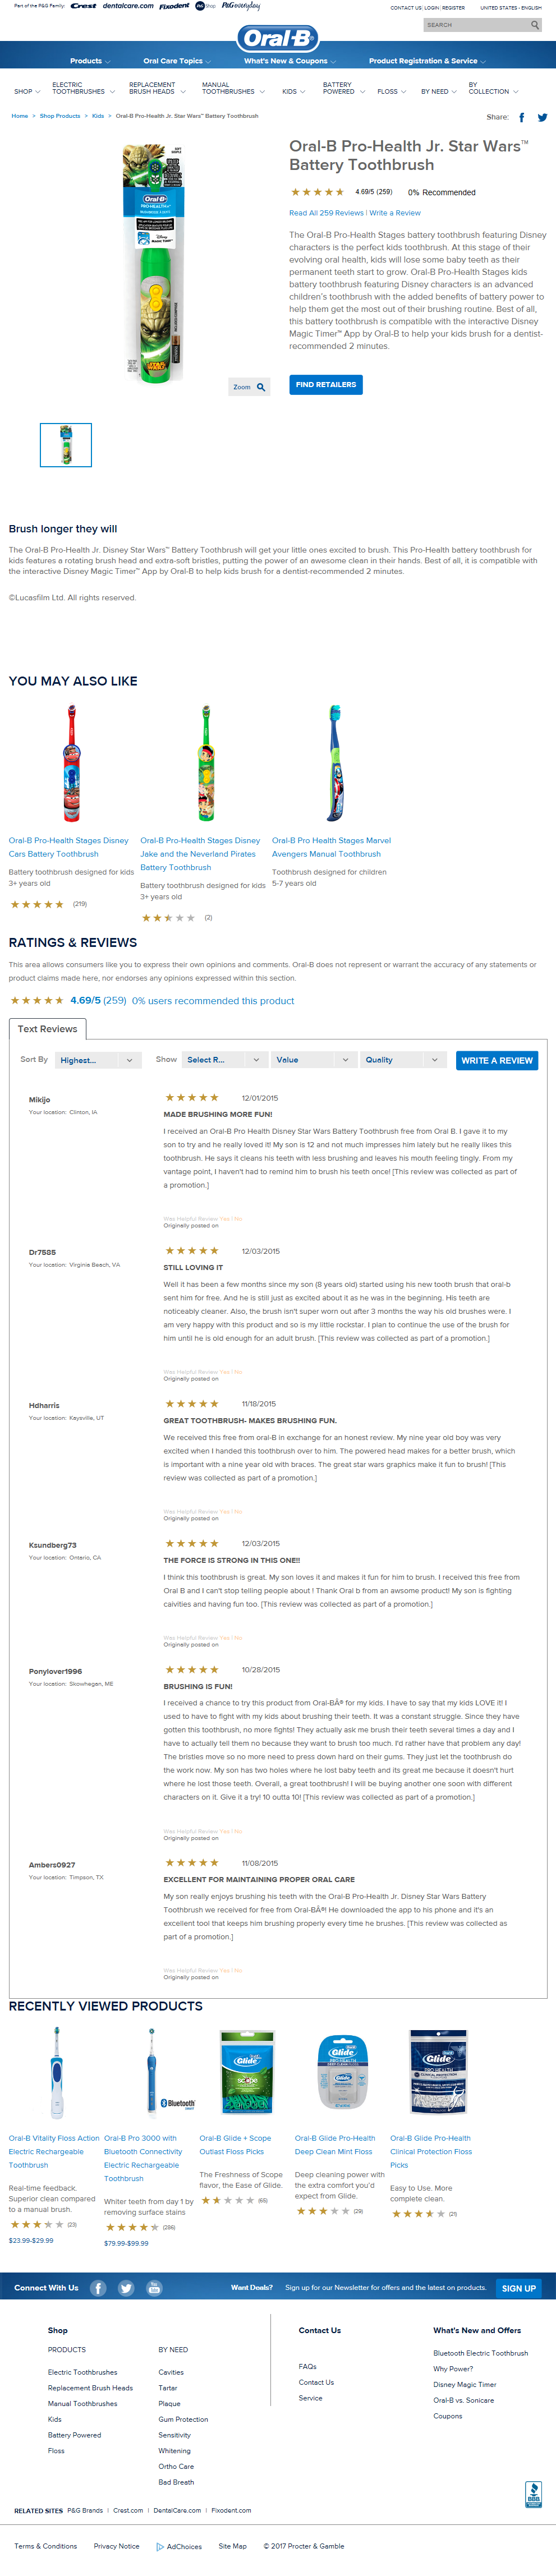 Part of the P&G Family: Crest dentalcare.com Fixodent P&G Shop P&G everyday
CONTACT US LOGIN | REGISTER UNITED STATES - ENGLISH
SEARCH
Oral-B
Products Oral Care Topics What's New & Coupons Product Registration & Service
SHOP ELECTRIC TOOTHBRUSHES REPLACEMENT BRUSH HEADS MANUAL TOOTHBRUSHES KIDS BATTERY POWERED FLOSS BY NEED BY COLLECTION
Home > Shop Products > Kids > Oral-B Pro-Health Jr. Star Wars™ Battery Toothbrush
Share:
Oral-B Pro-Health Jr. Star Wars™
Battery Toothbrush
4.69/5 (259) 0% Recommended
Read All 259 Reviews | Write a Review
The Oral-B Pro-Health Stages battery toothbrush featuring Disney
characters is the perfect kids toothbrush. At this stage of their
evolving oral health, kids will lose some baby teeth as their
permanent teeth start to grow. Oral-B Pro-Health Stages kids
battery toothbrush featuring Disney characters is an advanced
children's toothbrush with the added benefits of battery power to
help them get the most out of their brushing routine. Best of all,
this battery toothbrush is compatible with the interactive Disney
Magic Timer™ App by Oral-B to help your kids brush for a dentist-
recommended 2 minutes.
Oral-B
PRO-HEALTH
MAGIC TIMER
STAR WARS
Zoom
FIND RETAILERS
Brush longer they will
The Oral-B Pro-Health Jr. Disney Star Wars™ Battery Toothbrush will get your little ones excited to brush. This Pro-Health battery toothbrush for
kids features a rotating brush head and extra-soft bristles, putting the power of an awesome clean in their hands. Best of all, it is compatible with
the interactive Disney Magic Timer™ App by Oral-B to help kids brush for a dentist-recommended 2 minutes.
©Lucasfilm Ltd. All rights reserved.
YOU MAY ALSO LIKE
Oral-B Pro-Health Stages Disney
Cars Battery Toothbrush
Battery toothbrush designed for kids
3+ years old
(219)
Oral-B Pro-Health Stages Disney
Jake and the Neverland Pirates
Battery Toothbrush
Battery toothbrush designed for kids
3+ years old
(2)
Oral-B Pro Health Stages Marvel
Avengers Manual Toothbrush
Toothbrush designed for children
5-7 years old
RATINGS & REVIEWS
This area allows consumers like you to express their own opinions and comments. Oral-B does not represent or warrant the accuracy of any statements or
product claims made here, nor endorses any opinions expressed within this section.
4.69/5 (259) 0% users recommended this product
Text Reviews
Sort By Highest... Show Select R... Value Quality WRITE A REVIEW
Mikijo
Your location: Clinton, IA
12/01/2015
MADE BRUSHING MORE FUN!
I received an Oral-B Pro Health Disney Star Wars Battery Toothbrush free from Oral B. I gave it to my
son to try and he really loved it! My son is 12 and not much impresses him lately but he really likes this
toothbrush. He says it cleans his teeth with less brushing and leaves his mouth feeling tingly. From my
vantage point, I haven't had to remind him to brush his teeth once! [This review was collected as part of
a promotion.]
Was Helpful Review Yes | No
Originally posted on
Dr7585
Your location: Virginia Beach, VA
12/03/2015
STILL LOVING IT
Well it has been a few months since my son (8 years old) started using his new tooth brush that oral-b
sent him for free. And he is still just as excited about it as he was in the beginning. His teeth are
noticeably cleaner. Also, the brush isn't super worn out after 3 months the way his old brushes were. I
am very happy with this product and so is my little rockstar. I plan to continue the use of the brush for
him until he is old enough for an adult brush. [This review was collected as part of a promotion.]
Was Helpful Review Yes | No
Originally posted on
Hdharris
Your location: Kaysville, UT
11/18/2015
GREAT TOOTHBRUSH- MAKES BRUSHING FUN.
We received this free from oral-B in exchange for an honest review. My nine year old boy was very
excited when I handed this toothbrush over to him. The powered head makes for a better brush, which
is important with a nine year old with braces. The great star wars graphics make it fun to brush! [This
review was collected as part of a promotion.]
Was Helpful Review Yes | No
Originally posted on
Ksundberg73
Your location: Ontario, CA
12/03/2015
THE FORCE IS STRONG IN THIS ONE!!
I think this toothbrush is great. My son loves it and makes it fun for him to brush. I received this free from
Oral B and I can't stop telling people about ! Thank Oral b from an awsome product! My son is fighting
caivities and having fun too. [This review was collected as part of a promotion.]
Was Helpful Review Yes | No
Originally posted on
Ponylover1996
Your location: Skowhegan, ME
10/28/2015
BRUSHING IS FUN!
I received a chance to try this product from Oral-BÂ® for my kids. I have to say that my kids LOVE it! I
used to have to fight with my kids about brushing their teeth. It was a constant struggle. Since they have
gotten this toothbrush, no more fights! They actually ask me brush their teeth several times a day and I
have to actually tell them no because they want to brush too much. I'd rather have that problem any day!
The bristles move so no more need to press down hard on their gums. They just let the toothbrush do
the work now. My son has two holes where he lost baby teeth and its great me because it doesn't hurt
where he lost those teeth. Overall, a great toothbrush! I will be buying another one soon with different
characters on it. Give it a try! 10 outta 10! [This review was collected as part of a promotion.]
Was Helpful Review Yes | No
Originally posted on
Ambers0927
Your location: Timpson, TX
11/08/2015
EXCELLENT FOR MAINTAINING PROPER ORAL CARE
My son really enjoys brushing his teeth with the Oral-B Pro-Health Jr. Disney Star Wars Battery
Toothbrush we received for free from Oral-BÂ®! He downloaded the app to his phone and it's an
excellent tool that keeps him brushing properly every time he brushes. [This review was collected as
part of a promotion.]
Was Helpful Review Yes | No
Originally posted on
RECENTLY VIEWED PRODUCTS
Bluetooth
Glide
scope
Glide
PRO-HEALTH
Glide
PRO-HEALTH
Oral-B Vitality Floss Action
Electric Rechargeable
Toothbrush
Real-time feedback.
Superior clean compared
to a manual brush.
(23)
$23.99-$29.99
Oral-B Pro 3000 with
Bluetooth Connectivity
Electric Rechargeable
Toothbrush
Whiter teeth from day 1 by
removing surface stains
(286)
$79.99-$99.99
Oral-B Glide + Scope
Outlast Floss Picks
The Freshness of Scope
flavor, the Ease of Glide.
(65)
Oral-B Glide Pro-Health
Deep Clean Mint Floss
Deep cleaning power with
the extra comfort you'd
expect from Glide.
(29)
Oral-B Glide Pro-Health
Clinical Protection Floss
Picks
Easy to Use. More
complete clean.
(21)
Connect With Us Want Deals? Sign up for our Newsletter for offers and the latest on products. SIGN UP
Shop
PRODUCTS
Electric Toothbrushes
Replacement Brush Heads
Manual Toothbrushes
Kids
Battery Powered
Floss
BY NEED
Cavities
Tartar
Plaque
Gum Protection
Sensitivity
Whitening
Ortho Care
Bad Breath
Contact Us
FAQs
Contact Us
Service
What's New and Offers
Bluetooth Electric Toothbrush
Why Power?
Disney Magic Timer
Oral-B vs. Sonicare
Coupons
BBB
RELATED SITES P&G Brands | Crest.com | DentalCare.com | Fixodent.com
Terms & Conditions Privacy Notice AdChoices Site Map © 2017 Procter & Gamble